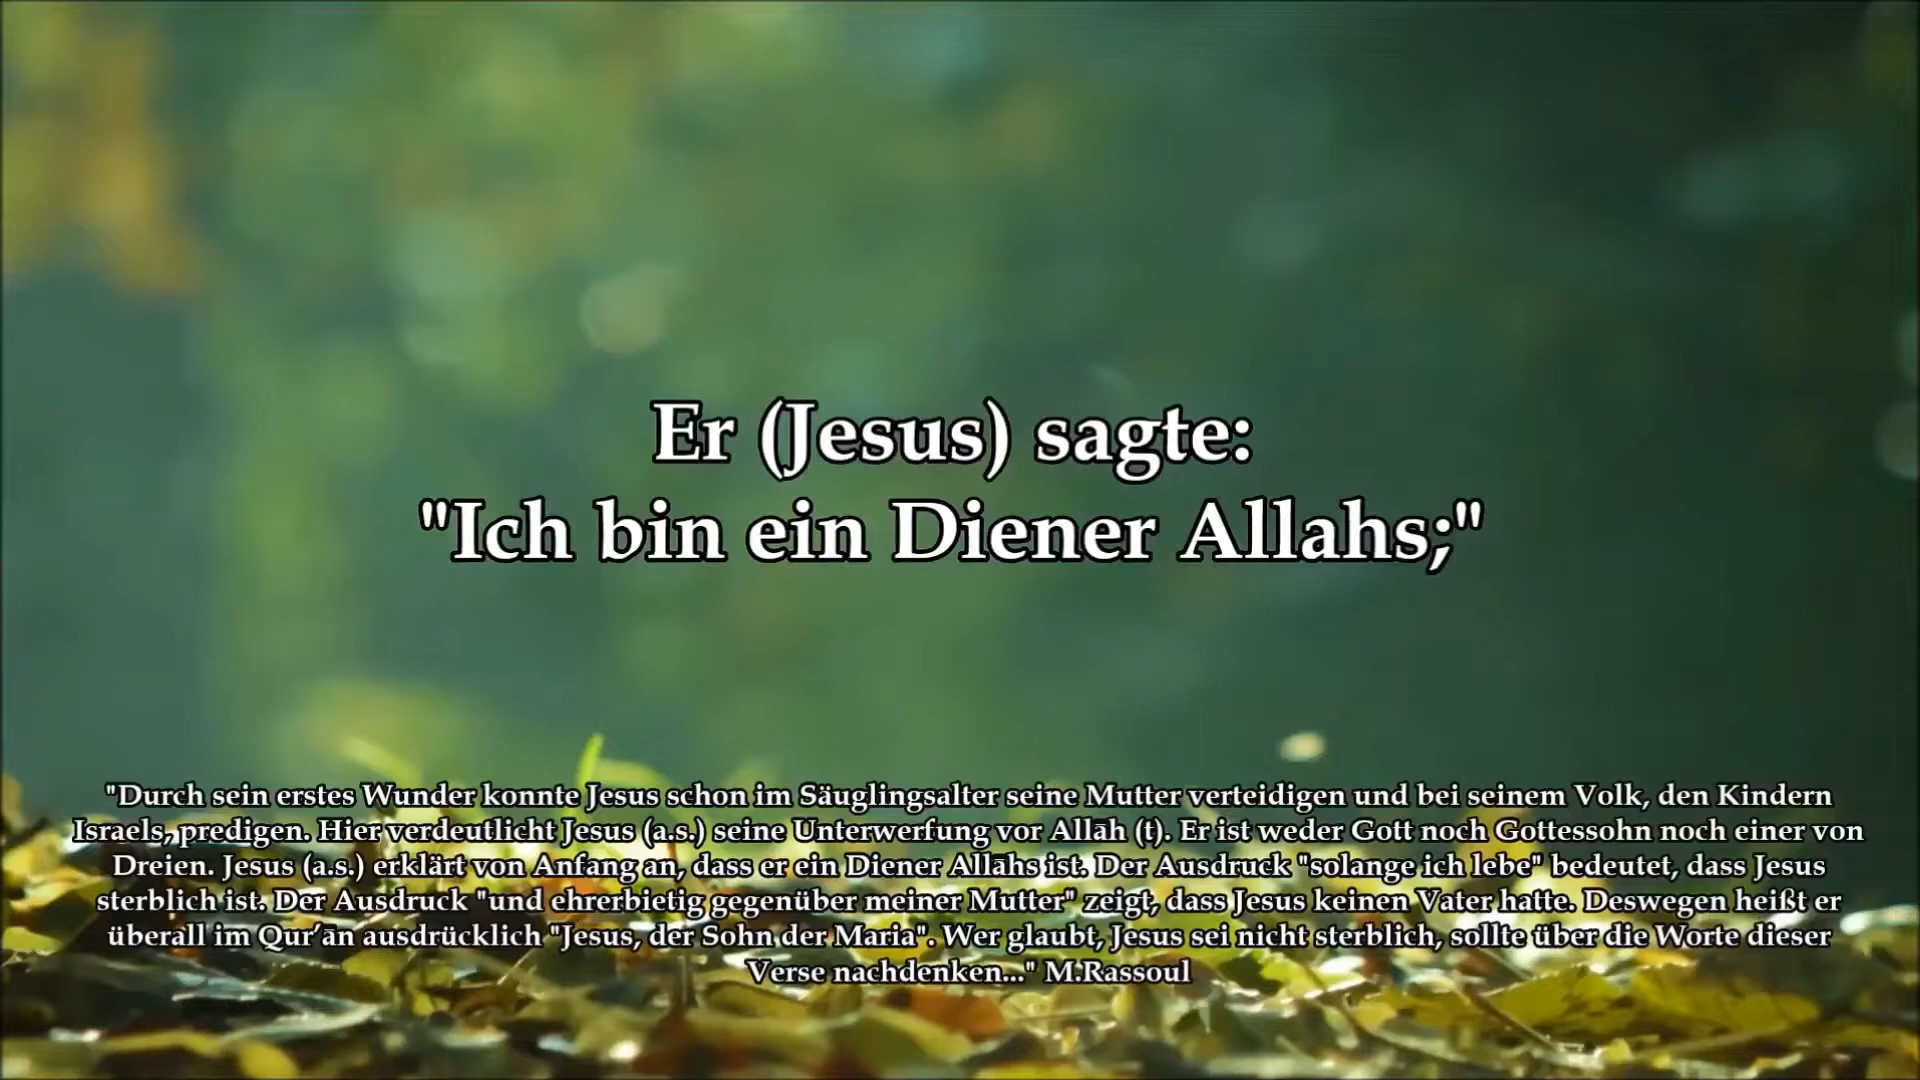 Er (Jesus) sagte:
"Ich bin ein Diener Allahs;"
"Durch sein erstes Wunder konnte Jesus schon im Säuglingsalter seine Mutter verteidigen und bei seinem Volk, den Kindern
Israels, predigen. Hier verdeutlicht Jesus (a.s.) seine Unterwerfung vor Allāh (t). Er ist weder Gott noch Gottessohn noch einer von
Dreien. Jesus (a.s.) erklärt von Anfang an, dass er ein Diener Allāhs ist. Der Ausdruck "solange ich lebe" bedeutet, dass Jesus
sterblich ist. Der Ausdruck "und ehrerbietig gegenüber meiner Mutter" zeigt, dass Jesus keinen Vater hatte. Deswegen heißt er
überall im Qur’ān ausdrücklich "Jesus, der Sohn der Maria". Wer glaubt, Jesus sei nicht sterblich, sollte über die Worte dieser
Verse nachdenken..." M.Rassoul